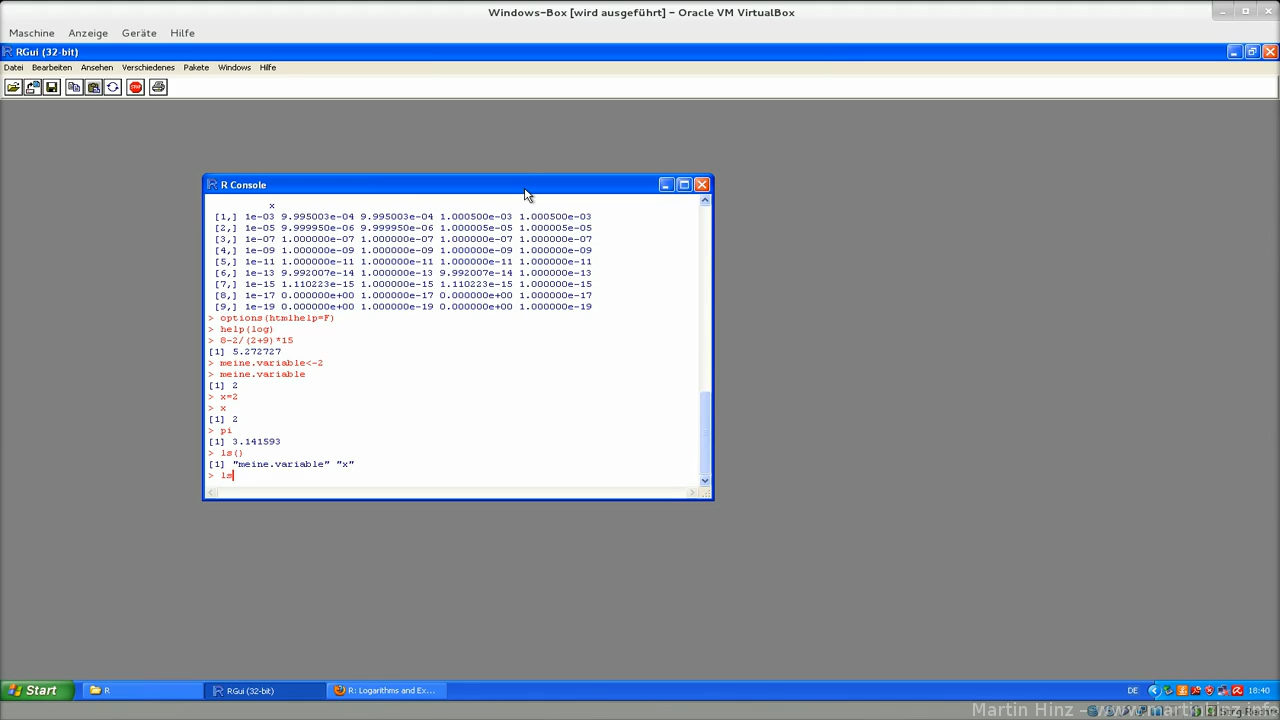 Windows-Box [wird ausgeführt] – Oracle VM VirtualBox
Maschine Anzeige Geräte Hilfe
RGui (32-bit)
Datei Bearbeiten Ansehen Verschiedenes Pakete Windows Hilfe
STOP
R Console
x
[1,] 1e-03 9.995003e-04 9.995003e-04 1.000500e-03 1.000500e-03
[2,] 1e-05 9.999950e-06 9.999950e-06 1.000005e-05 1.000005e-05
[3,] 1e-07 1.000000e-07 1.000000e-07 1.000000e-07 1.000000e-07
[4,] 1e-09 1.000000e-09 1.000000e-09 1.000000e-09 1.000000e-09
[5,] 1e-11 1.000000e-11 1.000000e-11 1.000000e-11 1.000000e-11
[6,] 1e-13 9.992007e-14 1.000000e-13 9.992007e-14 1.000000e-13
[7,] 1e-15 1.110223e-15 1.000000e-15 1.110223e-15 1.000000e-15
[8,] 1e-17 0.000000e+00 1.000000e-17 0.000000e+00 1.000000e-17
[9,] 1e-19 0.000000e+00 1.000000e-19 0.000000e+00 1.000000e-19
> options(htmlhelp=F)
> help(log)
> 8-2/(2+9)*15
[1] 5.272727
> meine.variable<-2
> meine.variable
[1] 2
> x=2
> x
[1] 2
> pi
[1] 3.141593
> ls()
[1] "meine.variable" "x"
> ls
Start R RGui (32-bit) R: Logarithms and Ex... DE 18:40
Martin Hinz – www.martinhinz.info